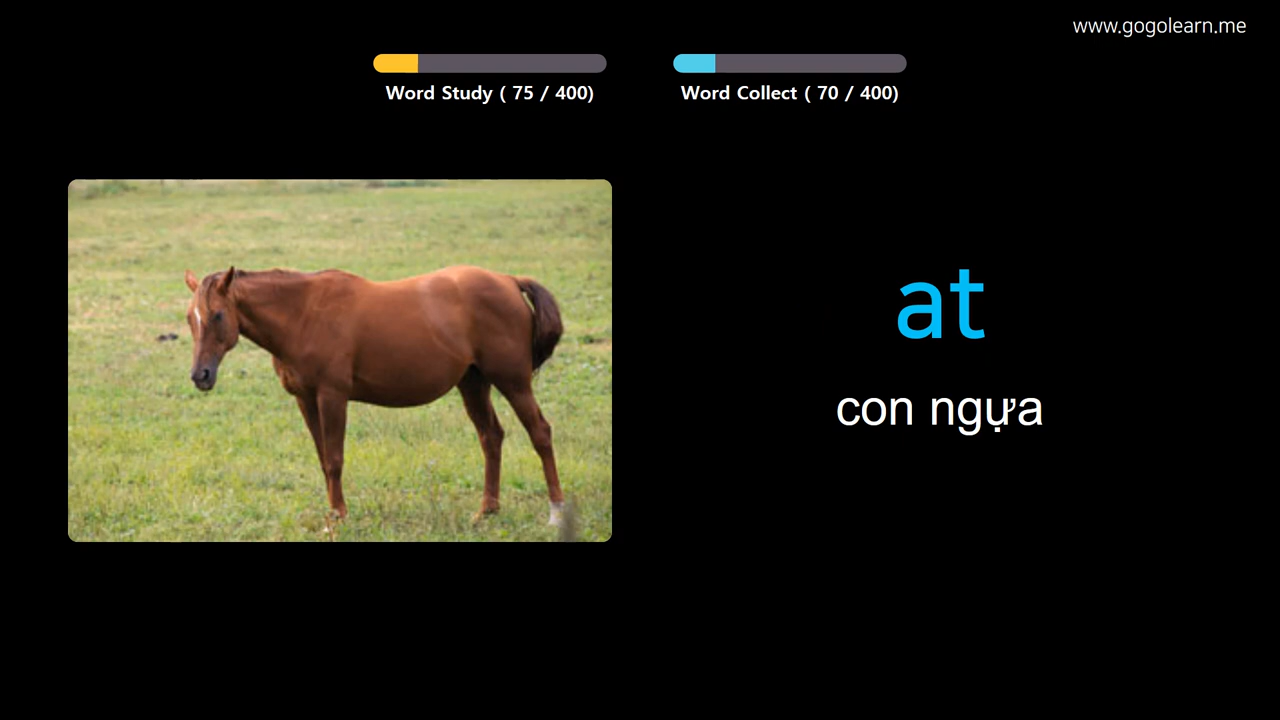 www.gogolearn.me
Word Study ( 75 / 400)
Word Collect ( 70 / 400)
at
con ngựa